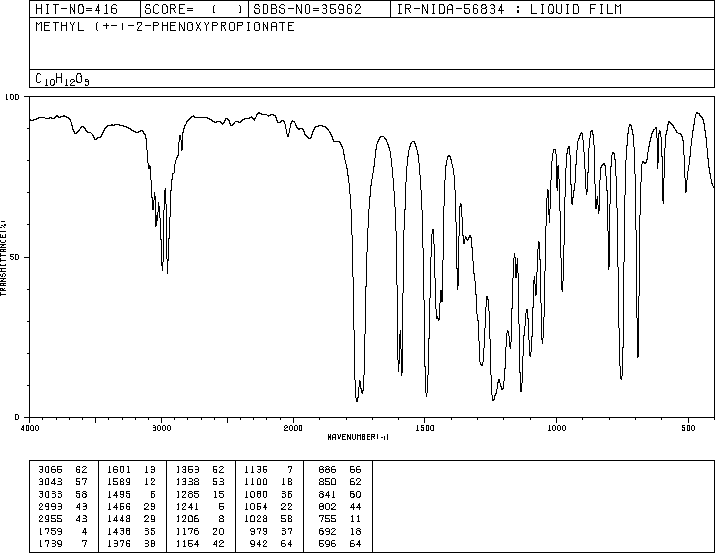 HIT-NO=416 SCORE= ( ) SDBS-NO=35962 IR-NIDA-56834 : LIQUID FILM
METHYL (+-)-2-PHENOXYPROPIONATE
C10H12O3
100
50
0
TRANSMITTANCE(%)
4000 3000 2000 1500 1000 500
WAVENUMBER(-1)
3065 62 1601 13 1353 52 1135 7 886 56
3043 57 1589 12 1338 53 1100 18 850 62
3033 58 1495 5 1285 15 1080 36 841 60
2993 43 1456 29 1241 5 1054 22 802 44
2955 43 1448 29 1206 8 1028 58 755 11
1759 4 1438 35 1176 20 979 37 692 18
1739 7 1376 38 1154 42 942 64 596 64